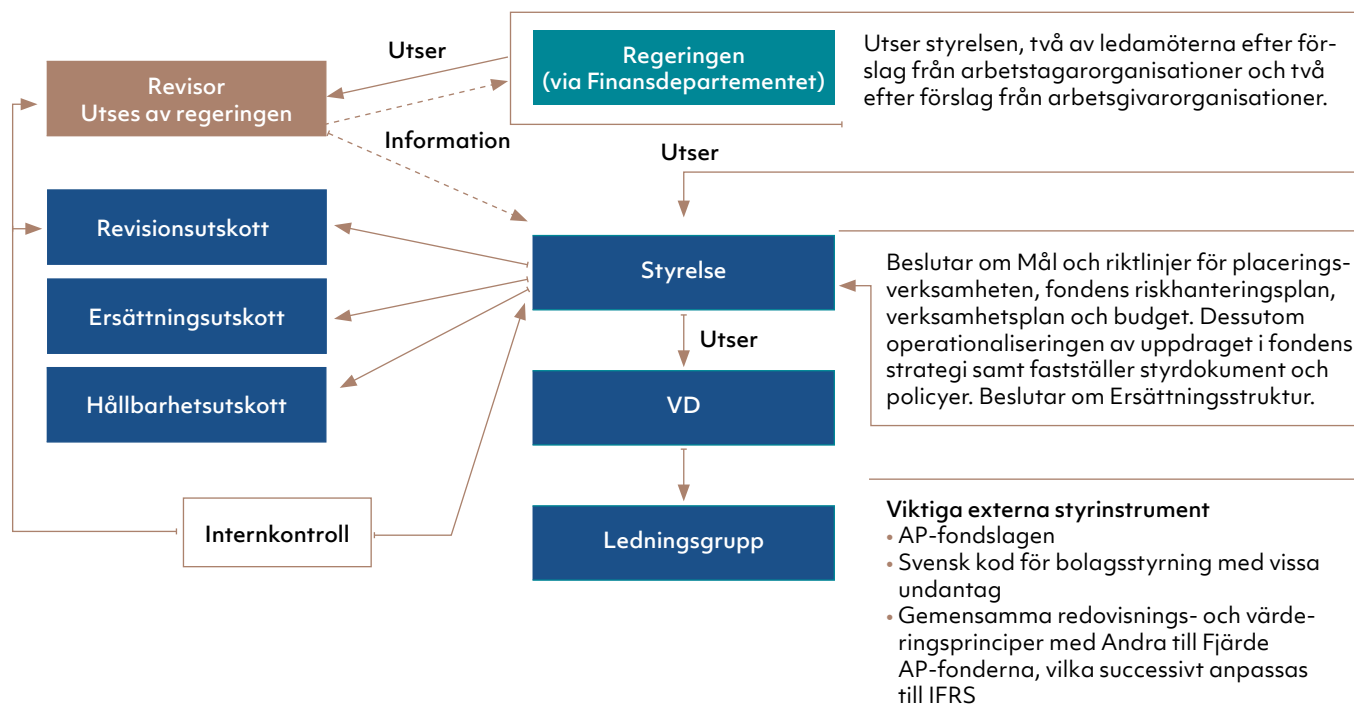 Utser
Regeringen
(via Finansdepartementet)
Utser styrelsen, två av ledamöterna efter för-
slag från arbetstagarorganisationer och två
efter förslag från arbetsgivarorganisationer.
Revisor
Utses av regeringen
Information
Utser
Revisionsutskott
Ersättningsutskott
Hållbarhetsutskott
Styrelse
Beslutar om Mål och riktlinjer för placerings-
verksamheten, fondens riskhanteringsplan,
verksamhetsplan och budget. Dessutom
operationaliseringen av uppdraget i fondens
strategi samt fastställer styrdokument och
policyer. Beslutar om Ersättningsstruktur.
Utser
VD
Internkontroll
Ledningsgrupp
Viktiga externa styrinstrument
• AP-fondslagen
• Svensk kod för bolagsstyrning med vissa
undantag
• Gemensamma redovisnings- och värde-
ringsprinciper med Andra till Fjärde
AP-fonderna, vilka successivt anpassas
till IFRS